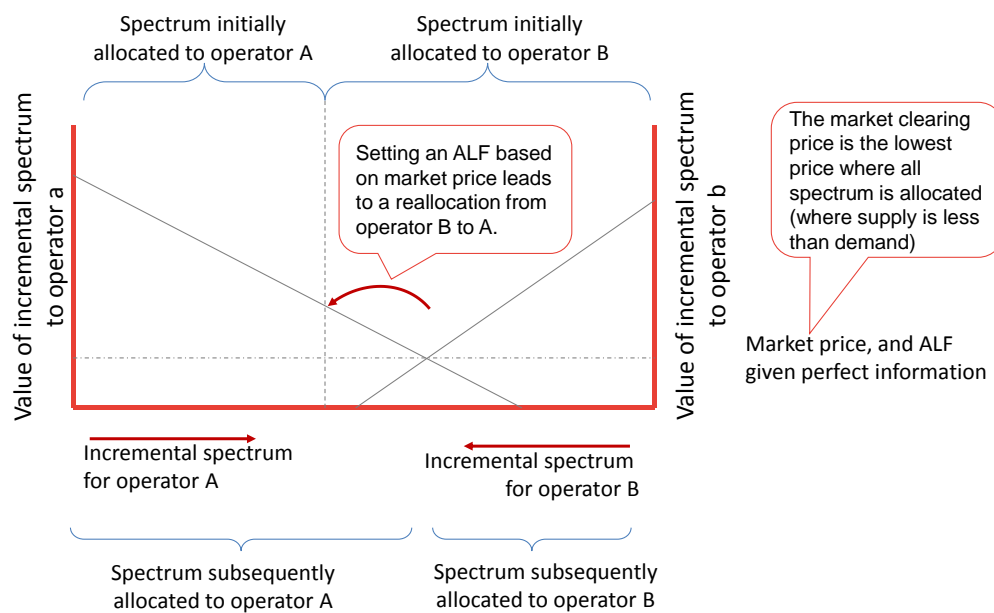 Spectrum initially
allocated to operator A
Spectrum initially
allocated to operator B
Value of incremental spectrum
to operator a
Setting an ALF based
on market price leads
to a reallocation from
operator B to A.
Value of incremental spectrum
to operator b
The market clearing
price is the lowest
price where all
spectrum is allocated
(where supply is less
than demand)
Market price, and ALF
given perfect information
Incremental spectrum
for operator A
Incremental spectrum
for operator B
Spectrum subsequently
allocated to operator A
Spectrum subsequently
allocated to operator B